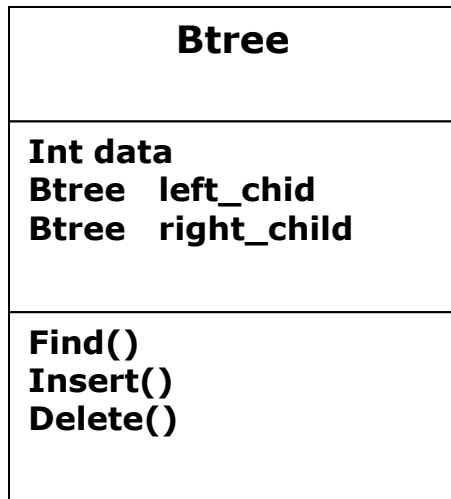 Btree
Int data
Btree left_chid
Btree right_child
Find()
Insert()
Delete()